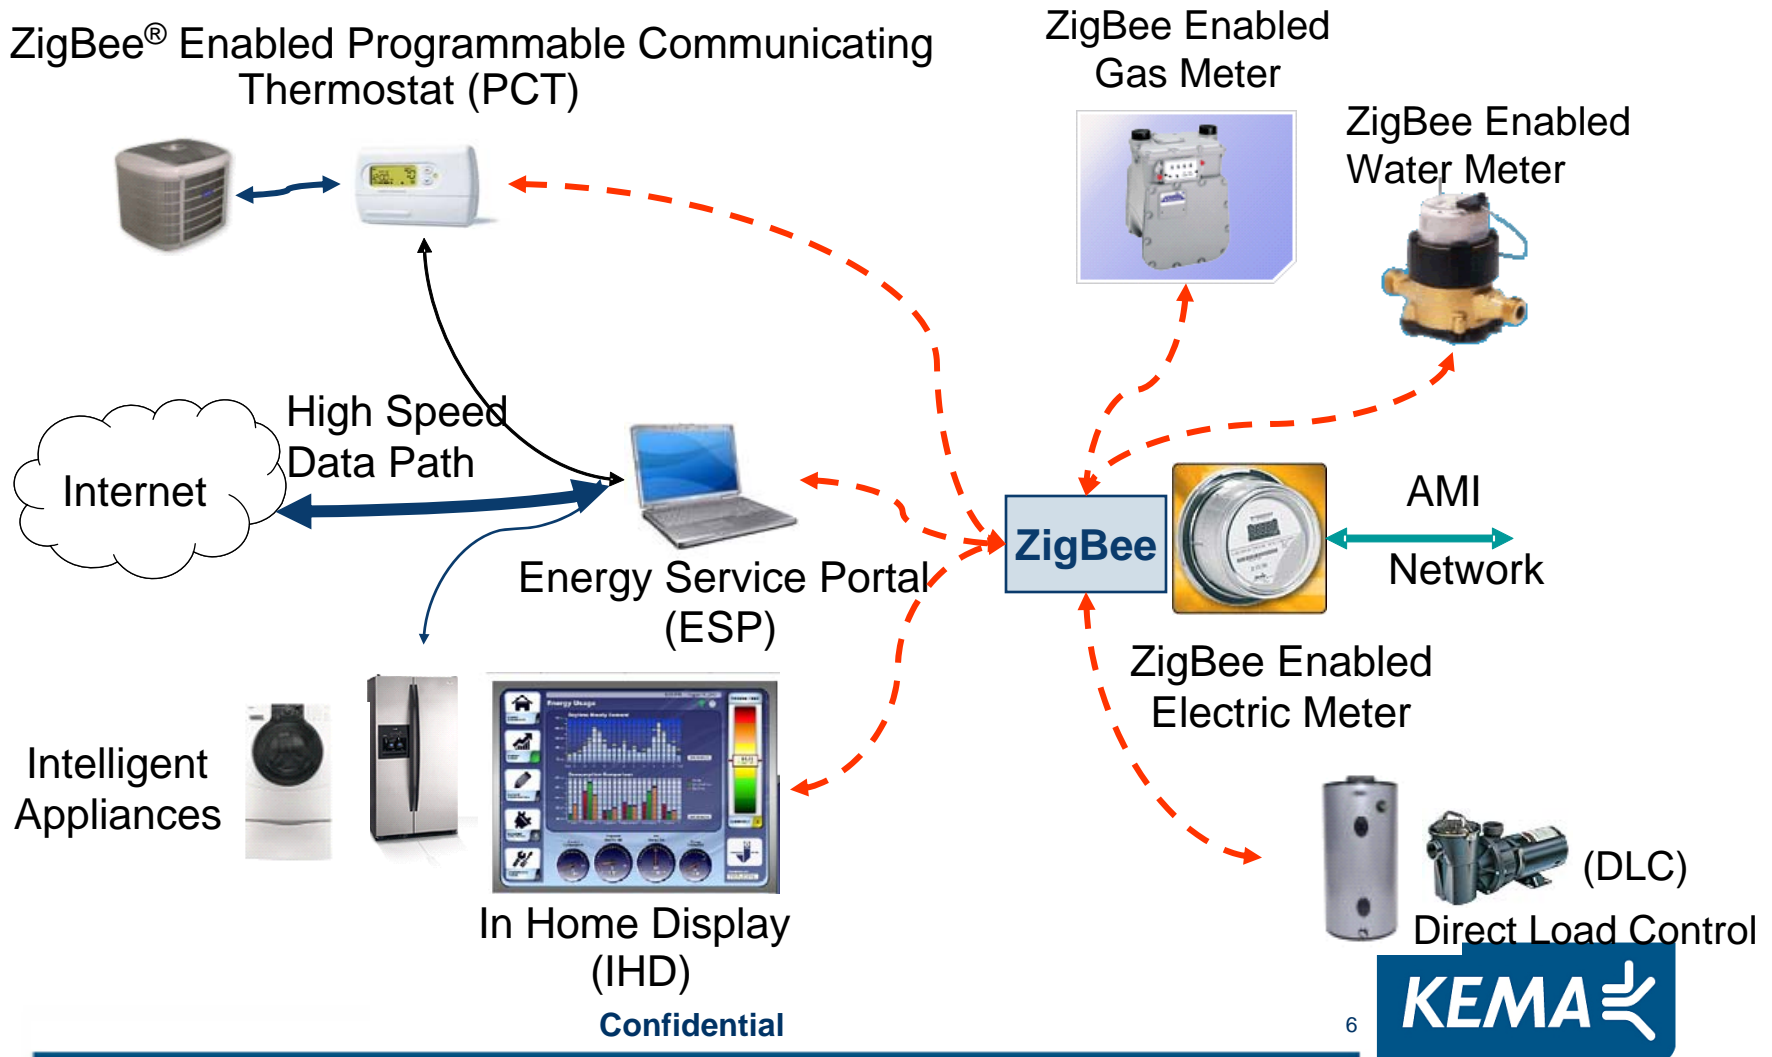 ZigBee® Enabled Programmable Communicating
Thermostat (PCT)
ZigBee Enabled
Gas Meter
ZigBee Enabled
Water Meter
High Speed
Data Path
Internet
Energy Service Portal
(ESP)
ZigBee
AMI
Network
ZigBee Enabled
Electric Meter
Intelligent
Appliances
Energy Usage
In Home Display
(IHD)
(DLC)
Direct Load Control
Confidential
6
KEMA